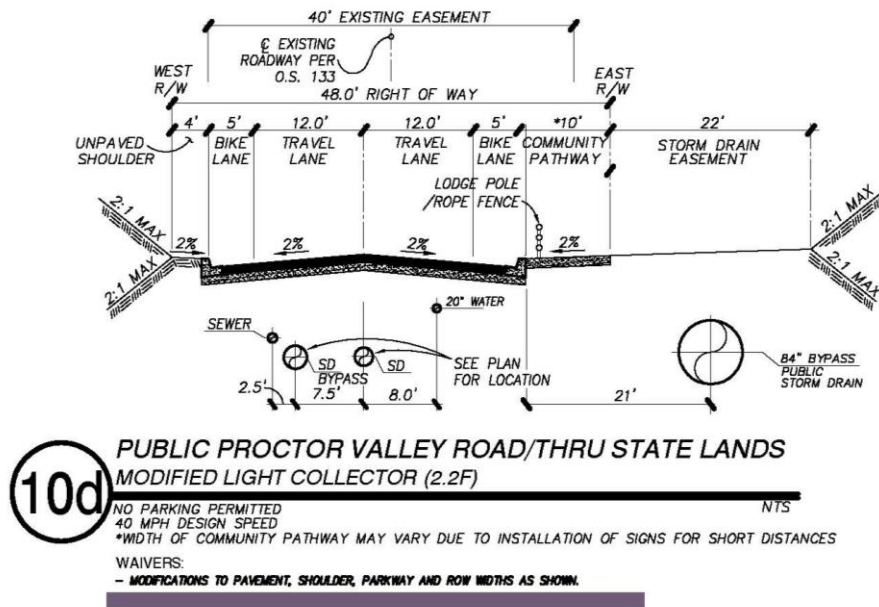 40' EXISTING EASEMENT
℄ EXISTING
ROADWAY PER
O.S. 133
WEST
R/W
EAST
R/W
48.0' RIGHT OF WAY
4' 5' 12.0' 12.0' 5' *10' 22'
UNPAVED
SHOULDER
BIKE
LANE
TRAVEL
LANE
TRAVEL
LANE
BIKE
LANE
COMMUNITY
PATHWAY
STORM DRAIN
EASEMENT
LODGE POLE
/ROPE FENCE
2:1 MAX
2:1 MAX
2% 2% 2% 2%
2:1 MAX
2:1 MAX
20" WATER
SEWER
SD
BYPASS
SD
SEE PLAN
FOR LOCATION
84" BYPASS
PUBLIC
STORM DRAIN
2.5' 7.5' 8.0' 21'
10d
PUBLIC PROCTOR VALLEY ROAD/THRU STATE LANDS
MODIFIED LIGHT COLLECTOR (2.2F)
NTS
NO PARKING PERMITTED
40 MPH DESIGN SPEED
*WIDTH OF COMMUNITY PATHWAY MAY VARY DUE TO INSTALLATION OF SIGNS FOR SHORT DISTANCES
WAIVERS:
- MODIFICATIONS TO PAVEMENT, SHOULDER, PARKWAY AND ROW WIDTHS AS SHOWN.